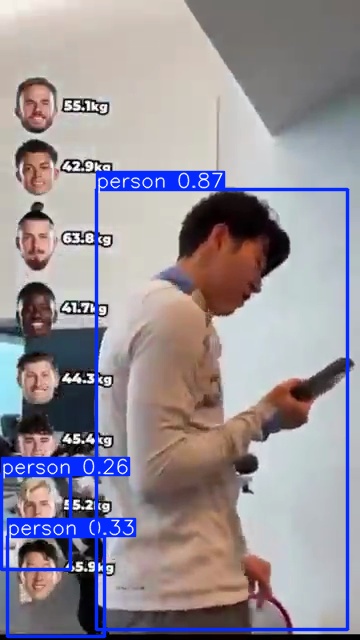 55.1kg
42.9kg
person 0.87
63.8kg
41.7kg
44.3kg
45.4kg
person 0.26
55.2kg
person 0.33
45.9kg